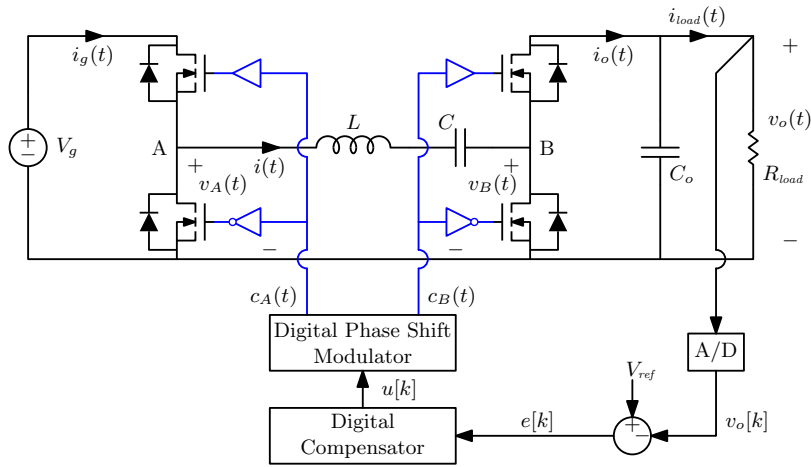 i_g(t)
i_o(t)
i_load(t)
+
+
−
V_g
A
+
i(t)
L
C
+
B
v_A(t)
v_B(t)
v_o(t)
C_o
R_load
−
−
−
c_A(t)
c_B(t)
Digital Phase Shift
Modulator
A/D
u[k]
V_ref
Digital
Compensator
e[k]
+
−
v_o[k]